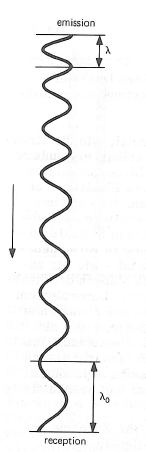 emission
λ
λ₀
reception